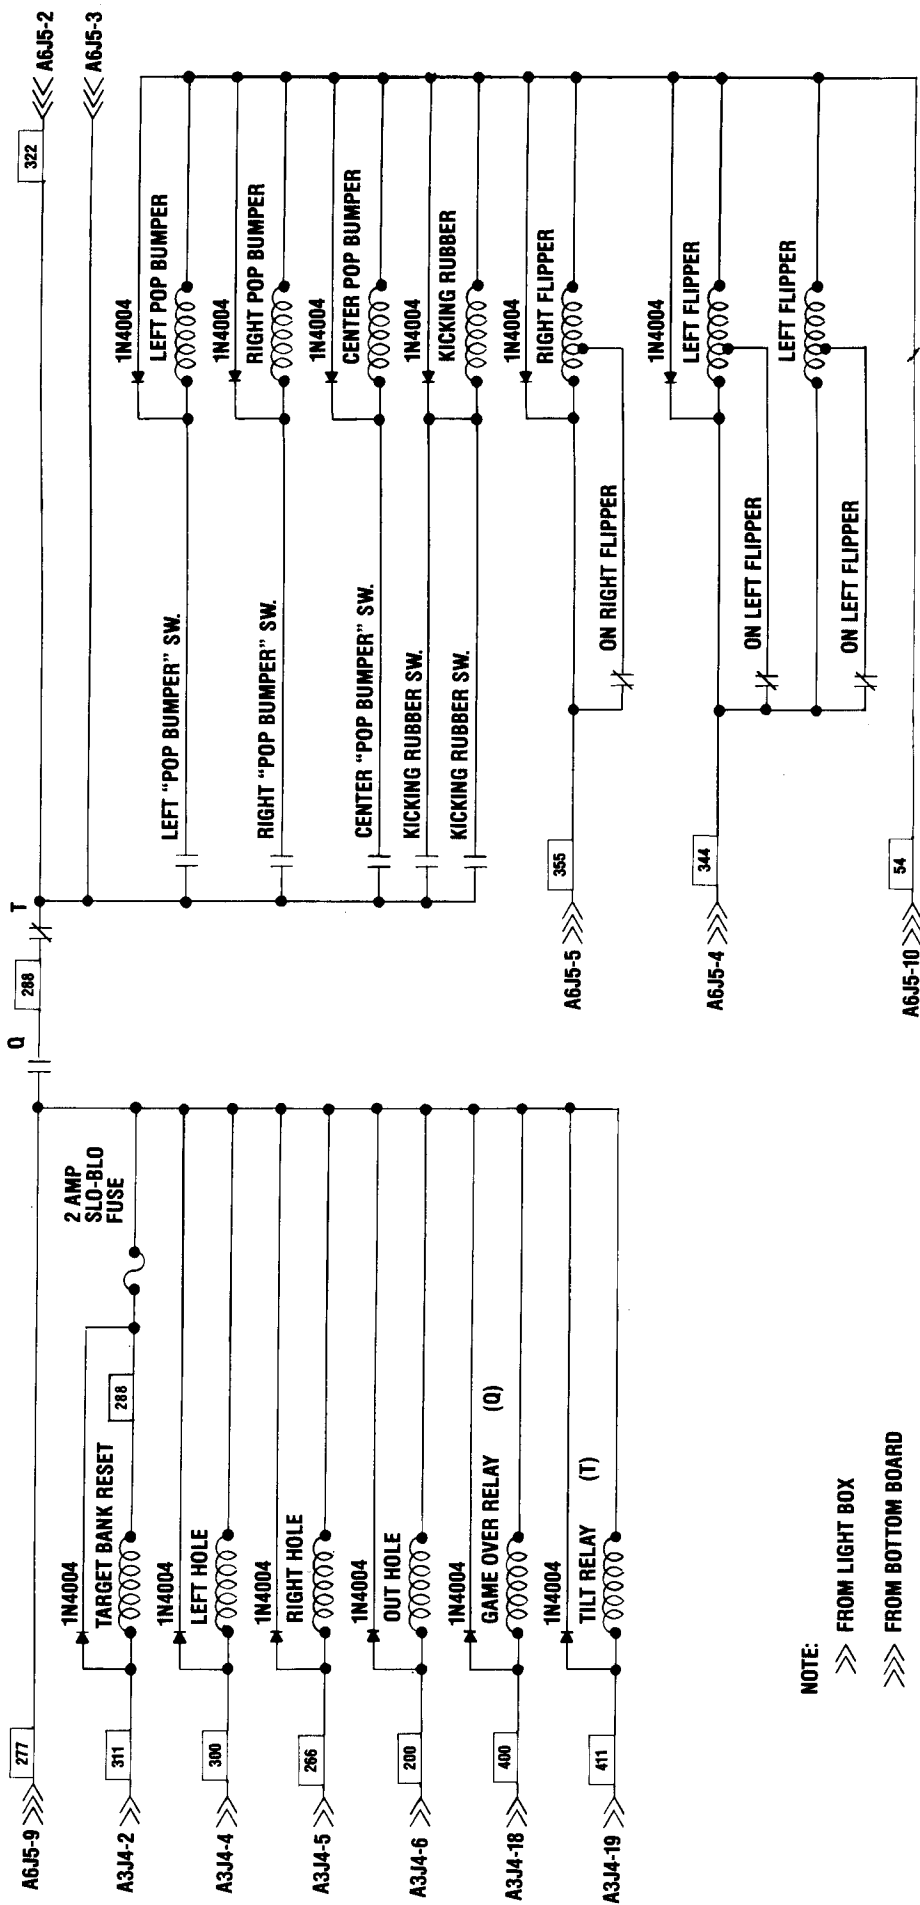 A6J5-9
277
Q
288
T
322
A6J5-2
A6J5-3
2 AMP
SLO-BLO
FUSE
A3J4-2
311
1N4004
TARGET BANK RESET
288
A3J4-4
300
1N4004
LEFT HOLE
A3J4-5
266
1N4004
RIGHT HOLE
A3J4-6
200
1N4004
OUT HOLE
A3J4-18
400
1N4004
GAME OVER RELAY (Q)
A3J4-19
411
1N4004
TILT RELAY (T)
LEFT "POP BUMPER" SW.
1N4004
LEFT POP BUMPER
RIGHT "POP BUMPER" SW.
1N4004
RIGHT POP BUMPER
CENTER "POP BUMPER" SW.
1N4004
CENTER POP BUMPER
KICKING RUBBER SW.
1N4004
KICKING RUBBER SW.
KICKING RUBBER
A6J5-5
355
1N4004
RIGHT FLIPPER
ON RIGHT FLIPPER
A6J5-4
344
1N4004
LEFT FLIPPER
ON LEFT FLIPPER
LEFT FLIPPER
ON LEFT FLIPPER
A6J5-10
54
NOTE:
FROM LIGHT BOX
FROM BOTTOM BOARD